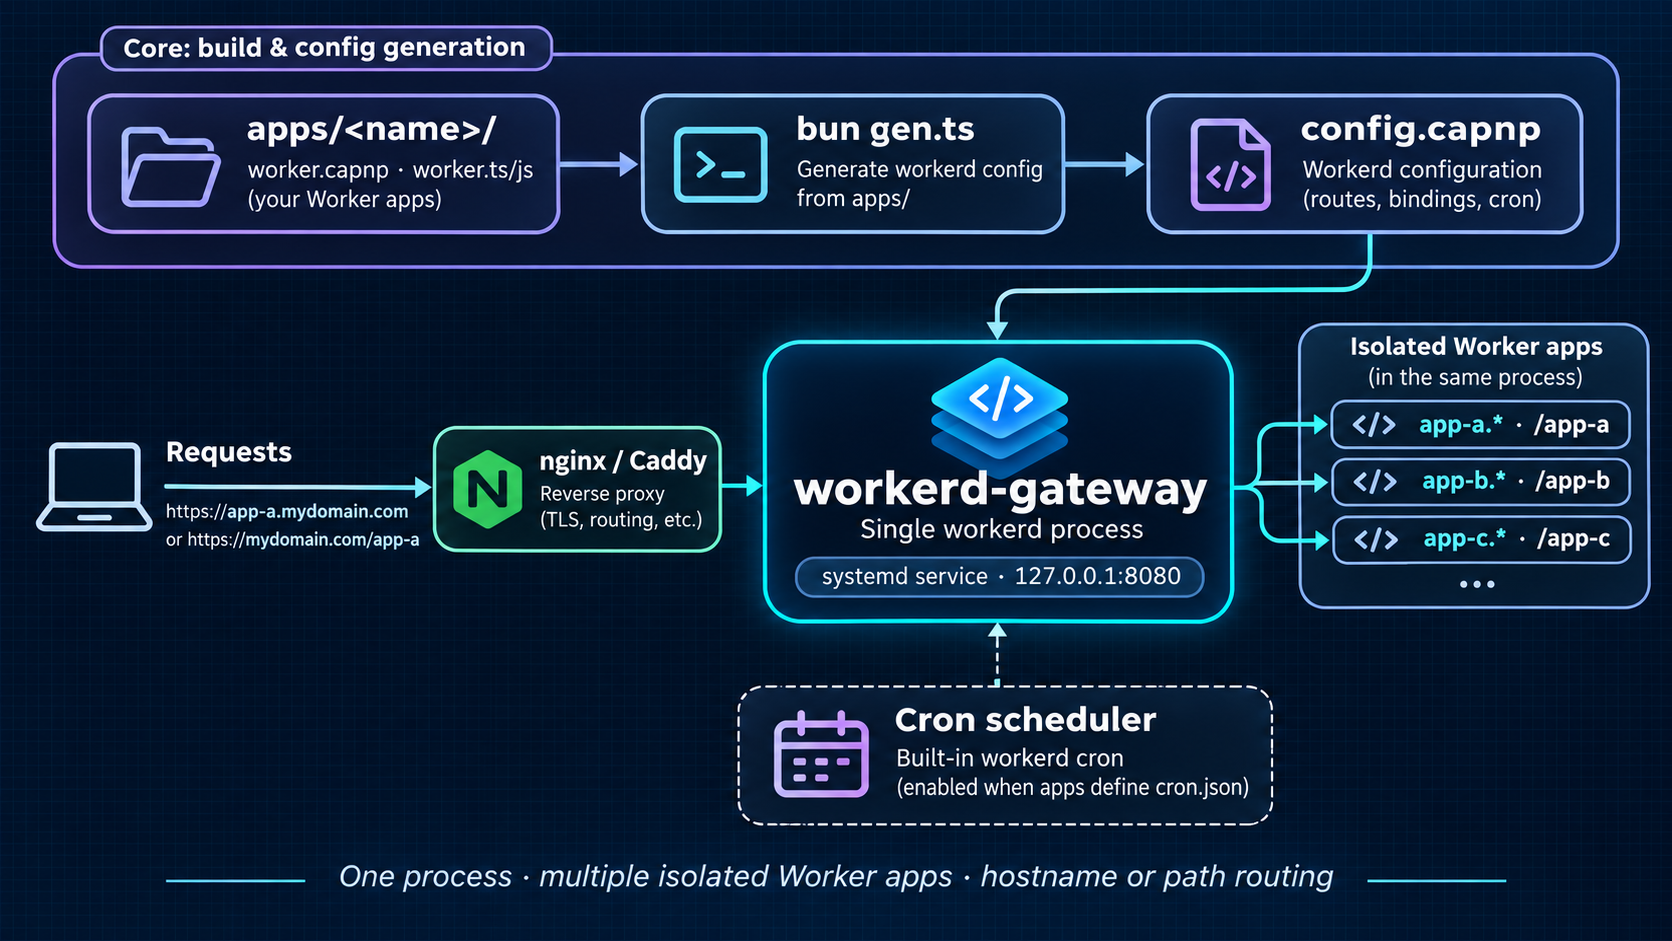 Core: build & config generation
apps/<name>/
worker.capnp · worker.ts/js
(your Worker apps)
bun gen.ts
Generate workerd config
from apps/
config.capnp
Workerd configuration
(routes, bindings, cron)
Requests
https://app-a.mydomain.com
or https://mydomain.com/app-a
N
nginx / Caddy
Reverse proxy
(TLS, routing, etc.)
</>
workerd-gateway
Single workerd process
systemd service · 127.0.0.1:8080
Isolated Worker apps
(in the same process)
</> app-a.* · /app-a
</> app-b.* · /app-b
</> app-c.* · /app-c
...
Cron scheduler
Built-in workerd cron
(enabled when apps define cron.json)
One process · multiple isolated Worker apps · hostname or path routing